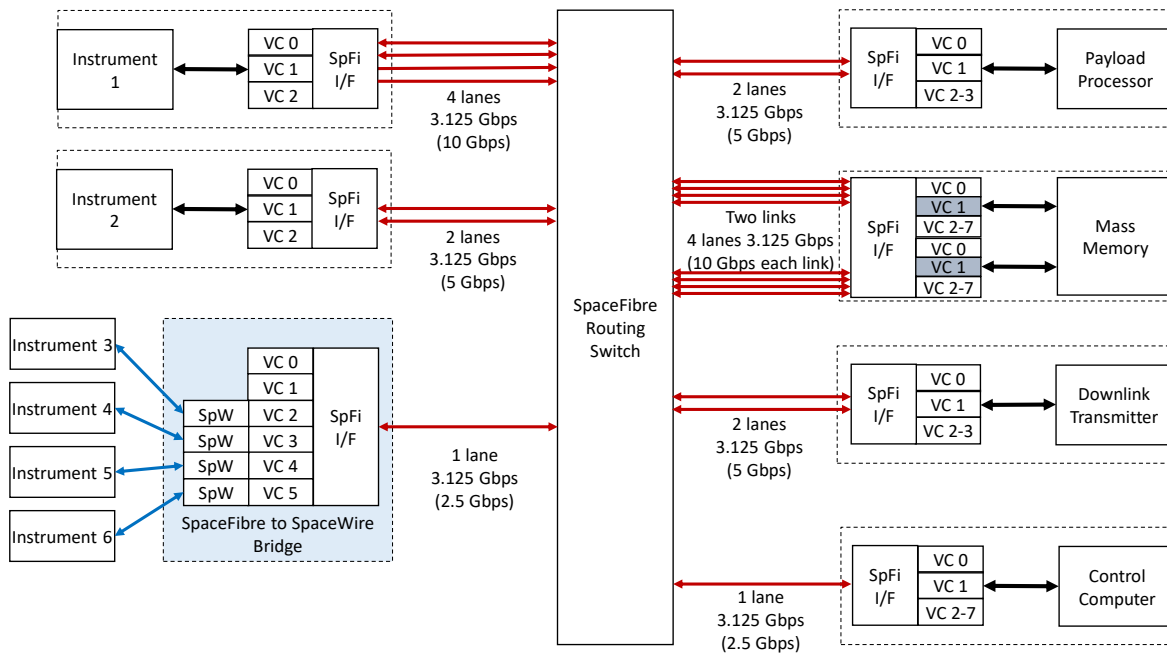 Instrument
1
VC 0
VC 1
VC 2
SpFi
I/F
4 lanes
3.125 Gbps
(10 Gbps)
Instrument
2
VC 0
VC 1
VC 2
SpFi
I/F
2 lanes
3.125 Gbps
(5 Gbps)
Instrument 3
Instrument 4
Instrument 5
Instrument 6
VC 0
VC 1
SpW
VC 2
SpW
VC 3
SpW
VC 4
SpW
VC 5
SpFi
I/F
SpaceFibre to SpaceWire
Bridge
1 lane
3.125 Gbps
(2.5 Gbps)
SpaceFibre
Routing
Switch
2 lanes
3.125 Gbps
(5 Gbps)
SpFi
I/F
VC 0
VC 1
VC 2-3
Payload
Processor
Two links
4 lanes 3.125 Gbps
(10 Gbps each link)
SpFi
I/F
VC 0
VC 1
VC 2-7
VC 0
VC 1
VC 2-7
Mass
Memory
2 lanes
3.125 Gbps
(5 Gbps)
SpFi
I/F
VC 0
VC 1
VC 2-3
Downlink
Transmitter
1 lane
3.125 Gbps
(2.5 Gbps)
SpFi
I/F
VC 0
VC 1
VC 2-7
Control
Computer